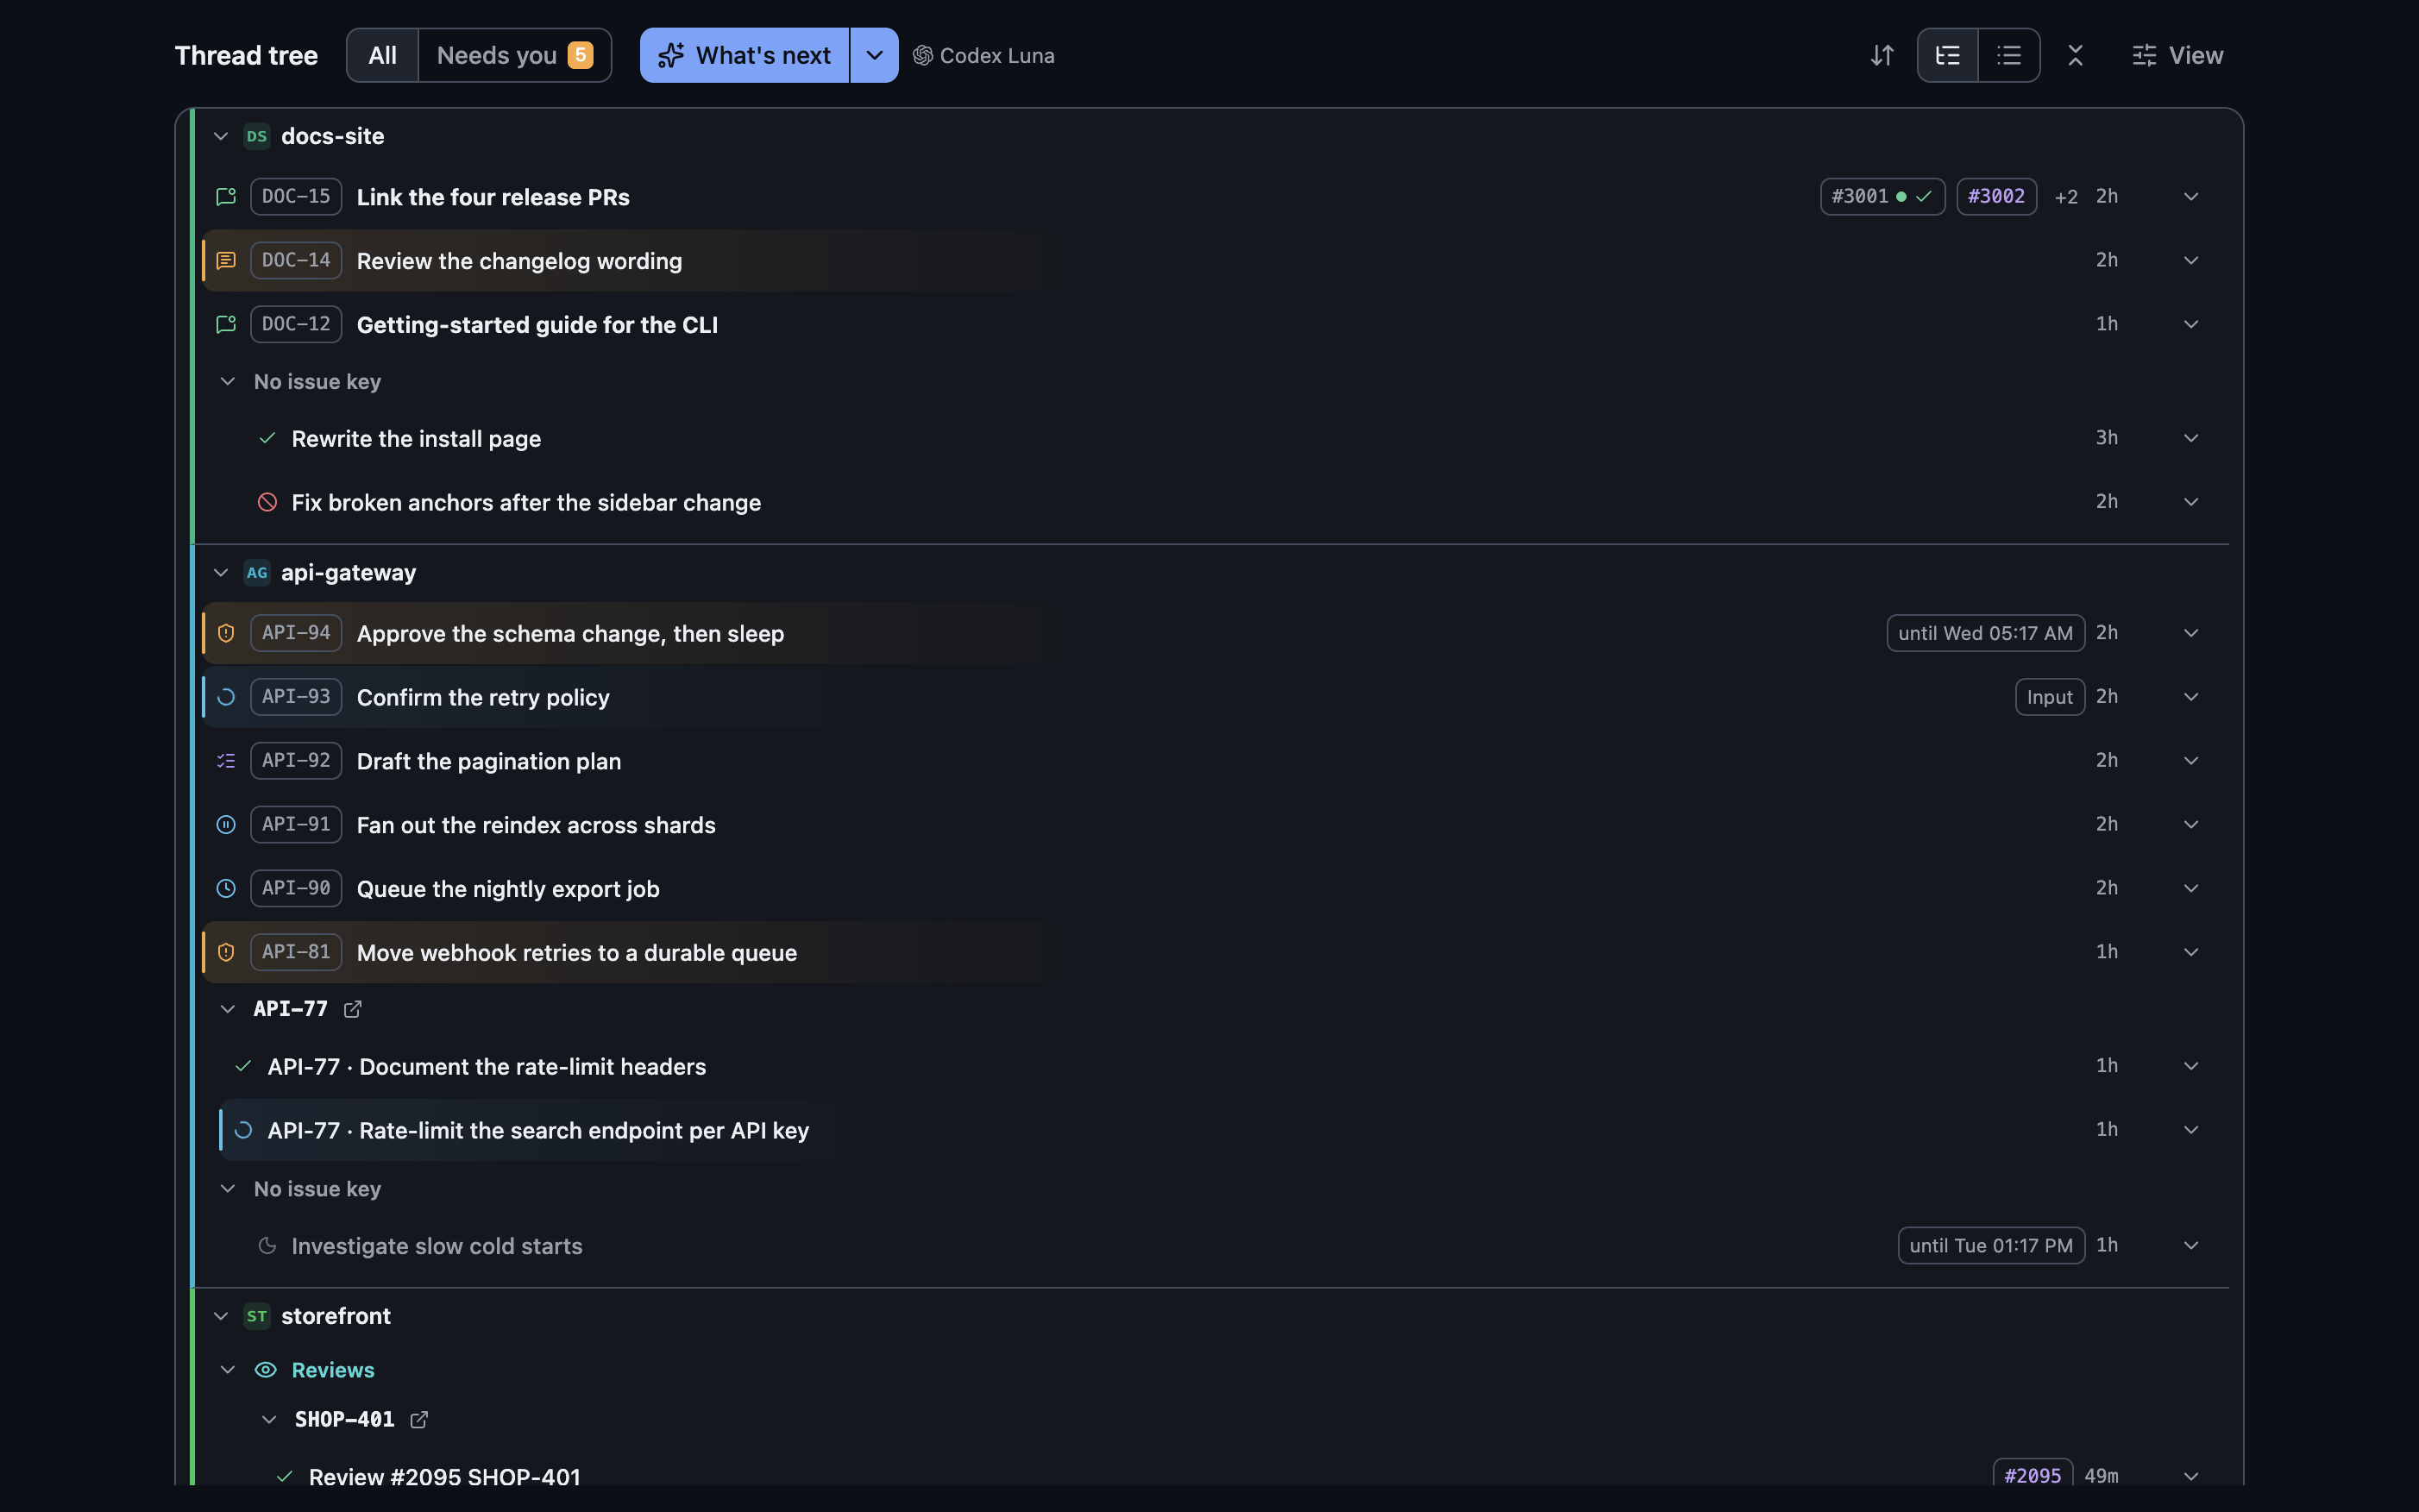 Thread tree All Needs you 5 What's next Codex Luna View
DS docs-site
DOC-15 Link the four release PRs #3001 #3002 +2 2h
DOC-14 Review the changelog wording 2h
DOC-12 Getting-started guide for the CLI 1h
No issue key
Rewrite the install page 3h
Fix broken anchors after the sidebar change 2h
AG api-gateway
API-94 Approve the schema change, then sleep until Wed 05:17 AM 2h
API-93 Confirm the retry policy Input 2h
API-92 Draft the pagination plan 2h
API-91 Fan out the reindex across shards 2h
API-90 Queue the nightly export job 2h
API-81 Move webhook retries to a durable queue 1h
API-77
API-77 · Document the rate-limit headers 1h
API-77 · Rate-limit the search endpoint per API key 1h
No issue key
Investigate slow cold starts until Tue 01:17 PM 1h
ST storefront
Reviews
SHOP-401
Review #2095 SHOP-401 #2095 49m